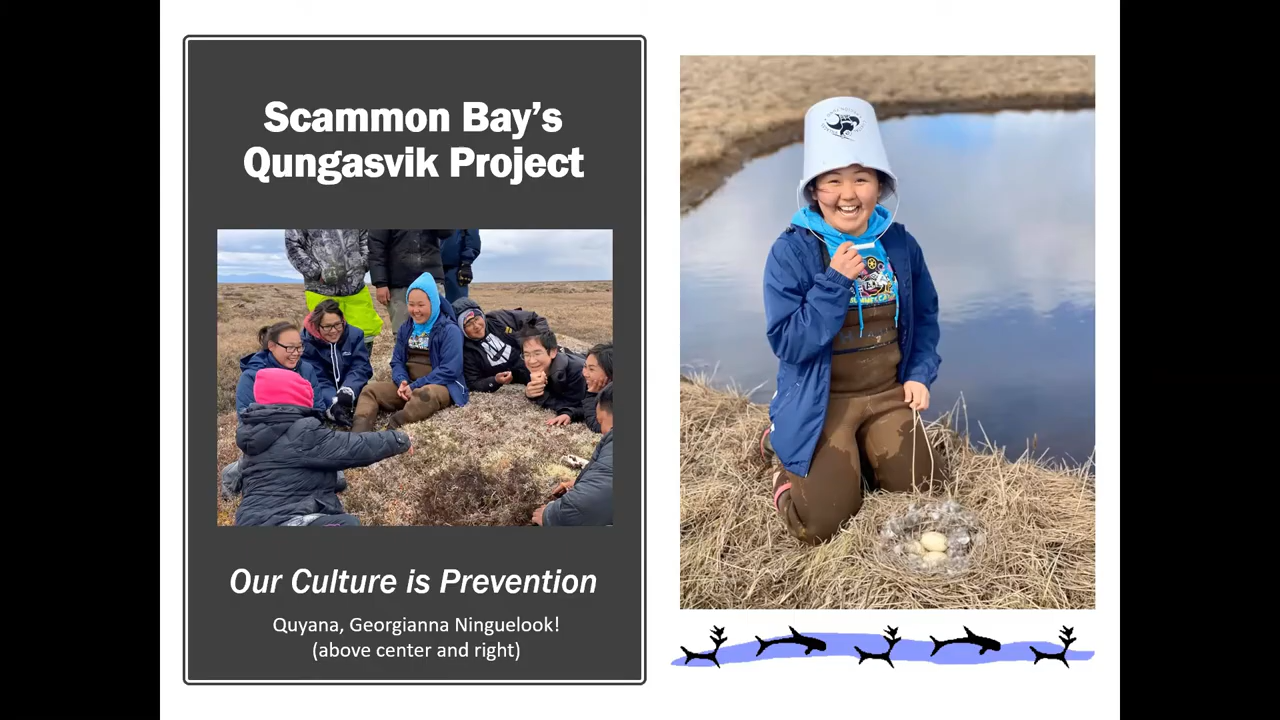 Scammon Bay's
Qungasvik Project
Our Culture is Prevention
Quyana, Georgianna Ninguelook!
(above center and right)